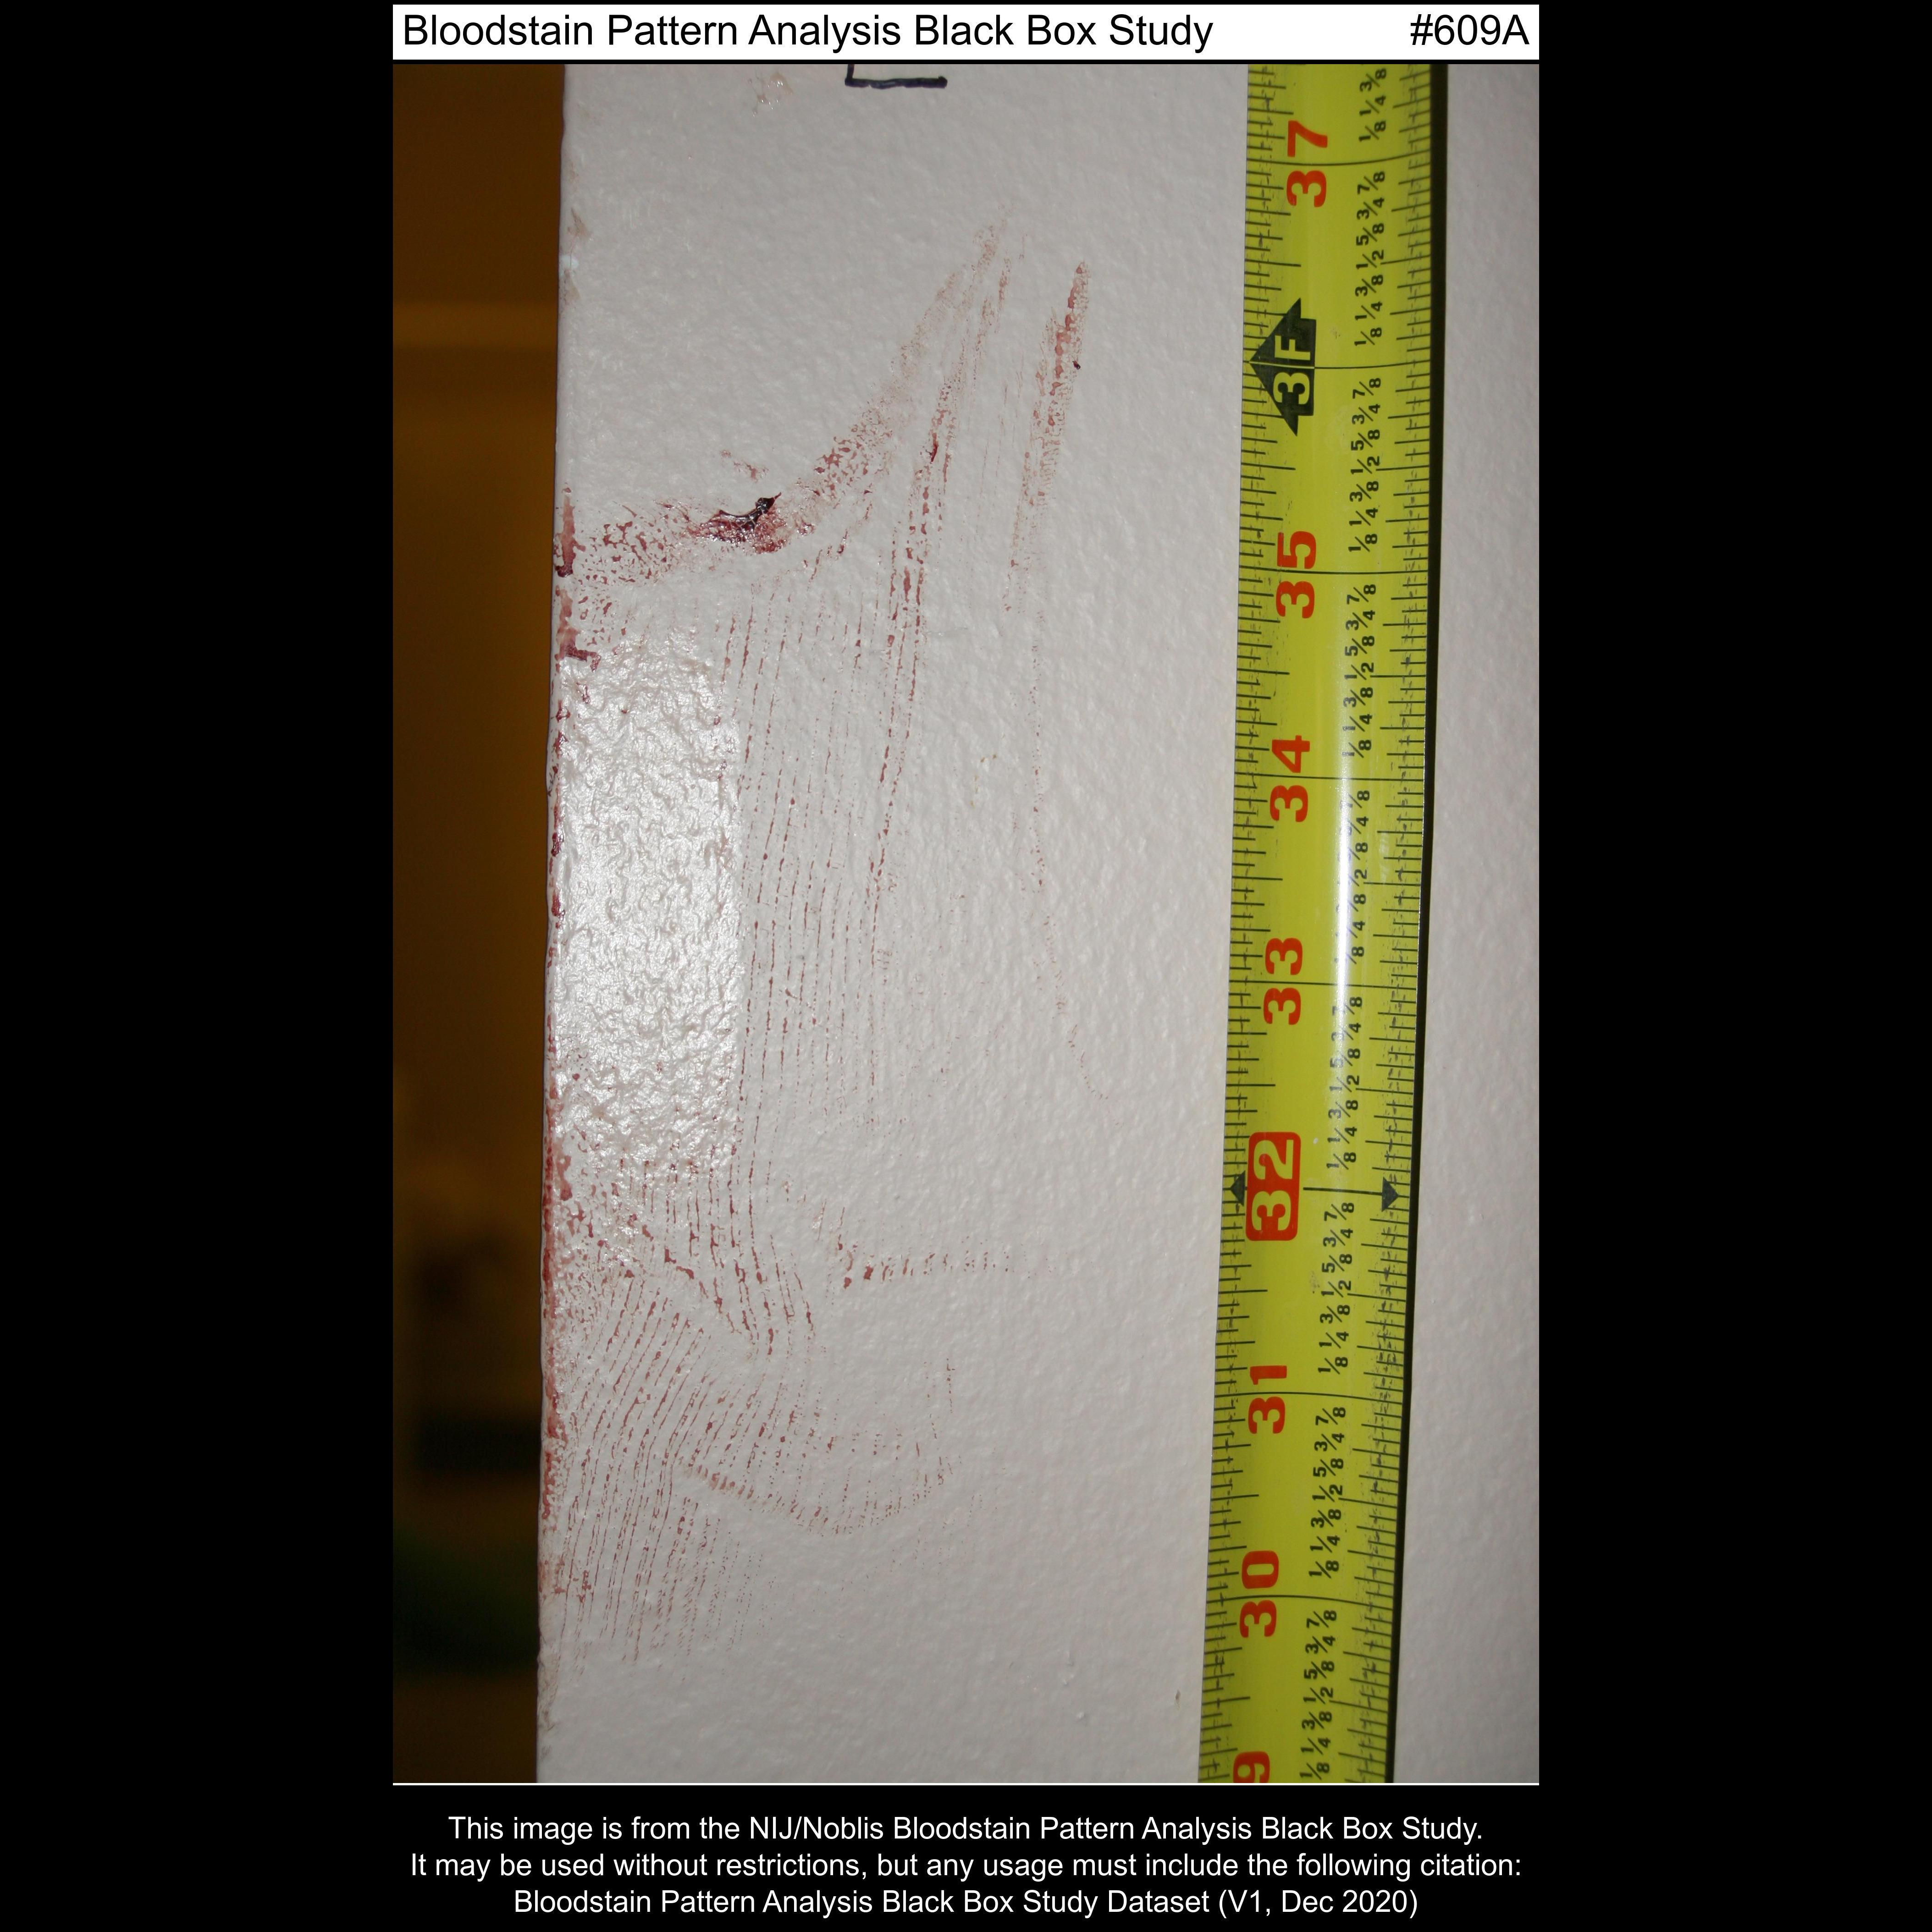 Bloodstain Pattern Analysis Black Box Study #609A
37
3F
35
34
33
32
31
30
9
This image is from the NIJ/Noblis Bloodstain Pattern Analysis Black Box Study.
It may be used without restrictions, but any usage must include the following citation:
Bloodstain Pattern Analysis Black Box Study Dataset (V1, Dec 2020)